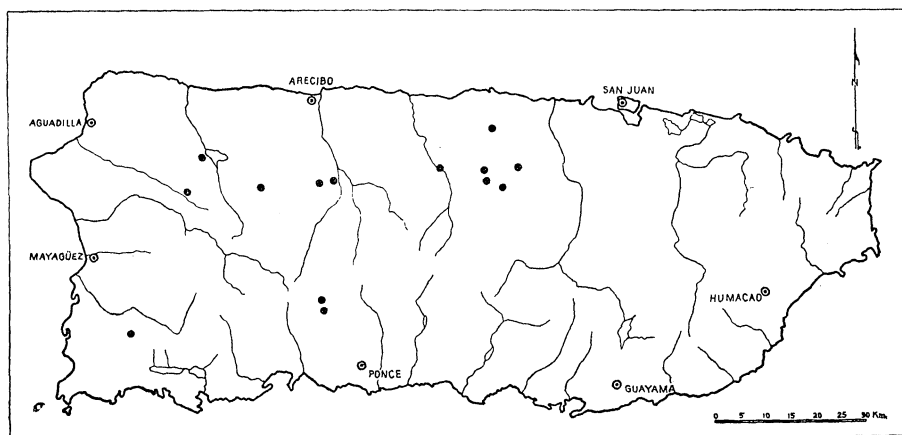 ARECIBO
SAN JUAN
N
AGUADILLA
MAYAGÜEZ
HUMACAO
PONCE
GUAYAMA
0 5 10 15 20 25 30 Km.